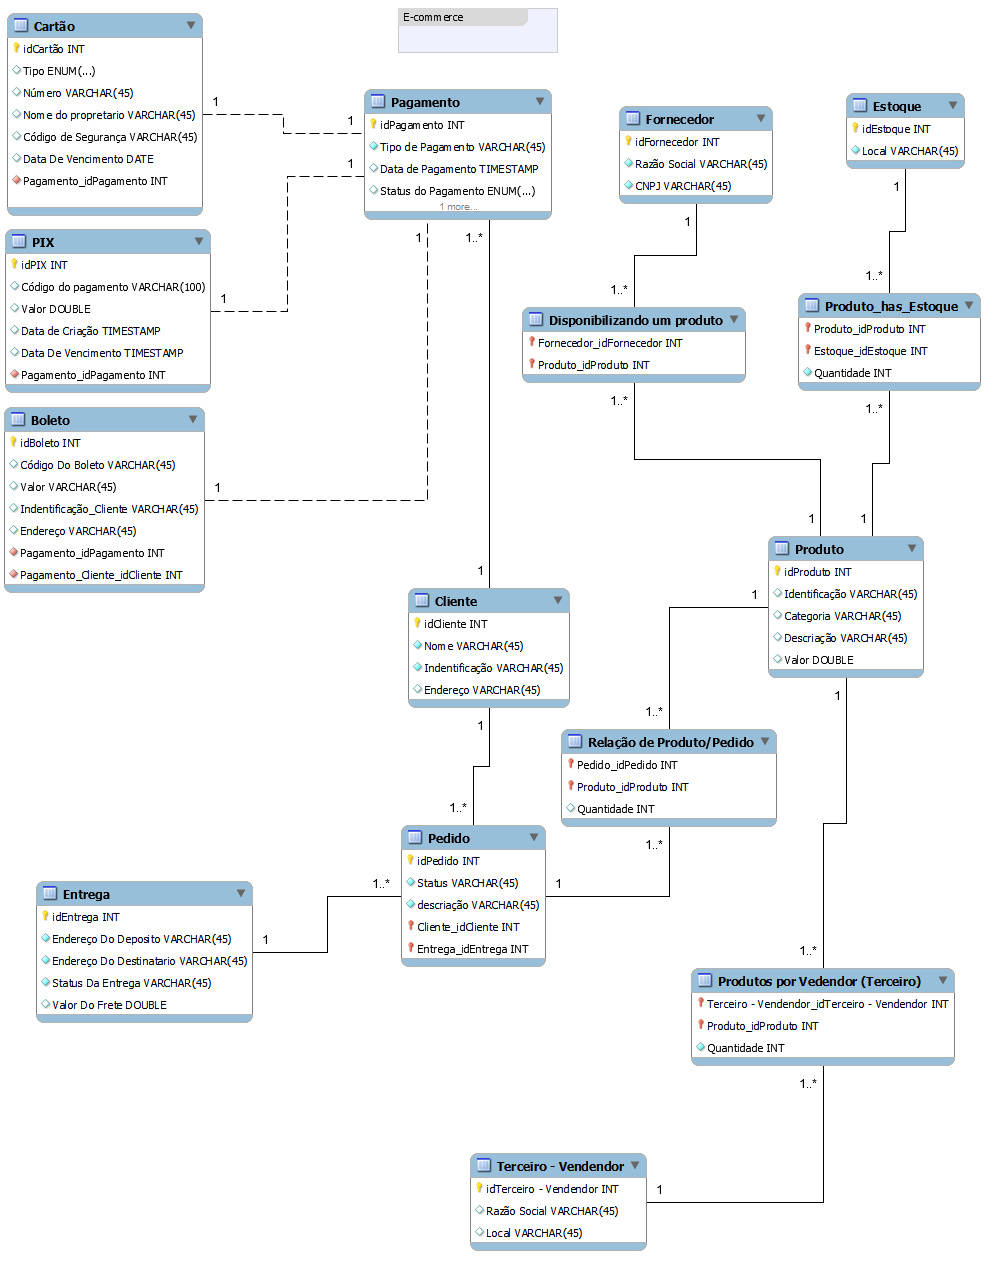 E-commerce
Cartão
idCartão INT
Tipo ENUM(...)
Número VARCHAR(45)
Nome do propretario VARCHAR(45)
Código de Segurança VARCHAR(45)
Data De Vencimento DATE
Pagamento_idPagamento INT
1
1
Pagamento
idPagamento INT
Tipo de Pagamento VARCHAR(45)
Data de Pagamento TIMESTAMP
Status do Pagamento ENUM(...)
1 more...
1
1
1..*
Fornecedor
idFornecedor INT
Razão Social VARCHAR(45)
CNPJ VARCHAR(45)
1
1..*
Estoque
idEstoque INT
Local VARCHAR(45)
1
1..*
PIX
idPIX INT
Código do pagamento VARCHAR(100)
Valor DOUBLE
Data de Criação TIMESTAMP
Data De Vencimento TIMESTAMP
Pagamento_idPagamento INT
1
Disponibilizando um produto
Fornecedor_idFornecedor INT
Produto_idProduto INT
1..*
1
Produto_has_Estoque
Produto_idProduto INT
Estoque_idEstoque INT
Quantidade INT
1..*
1
Boleto
idBoleto INT
Código Do Boleto VARCHAR(45)
Valor VARCHAR(45)
Indentificação_Cliente VARCHAR(45)
Endereço VARCHAR(45)
Pagamento_idPagamento INT
Pagamento_Cliente_idCliente INT
1
1
Cliente
idCliente INT
Nome VARCHAR(45)
Indentificação VARCHAR(45)
Endereço VARCHAR(45)
1
1..*
Produto
idProduto INT
Identificação VARCHAR(45)
Categoria VARCHAR(45)
Descriação VARCHAR(45)
Valor DOUBLE
1
1
1..*
Relação de Produto/Pedido
Pedido_idPedido INT
Produto_idProduto INT
Quantidade INT
1..*
Pedido
idPedido INT
Status VARCHAR(45)
descriação VARCHAR(45)
Cliente_idCliente INT
Entrega_idEntrega INT
1
1..*
Entrega
idEntrega INT
Endereço Do Deposito VARCHAR(45)
Endereço Do Destinatario VARCHAR(45)
Status Da Entrega VARCHAR(45)
Valor Do Frete DOUBLE
1
1..*
Produtos por Vedendor (Terceiro)
Terceiro - Vendendor_idTerceiro - Vendendor INT
Produto_idProduto INT
Quantidade INT
1..*
Terceiro - Vendendor
idTerceiro - Vendendor INT
Razão Social VARCHAR(45)
Local VARCHAR(45)
1